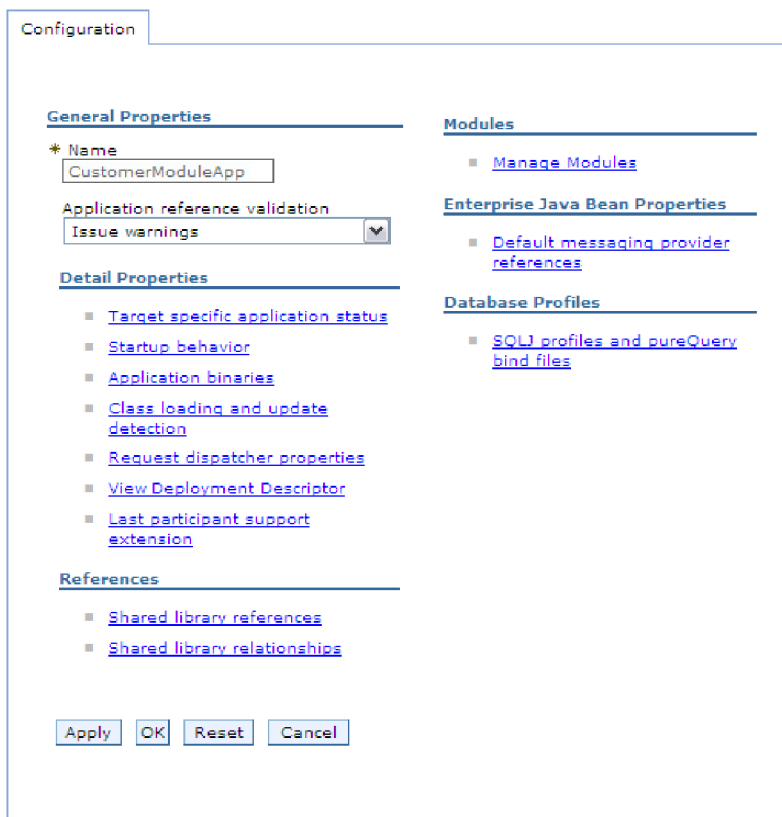 Configuration
General Properties
* Name
CustomerModuleApp
Application reference validation
Issue warnings
Detail Properties
Target specific application status
Startup behavior
Application binaries
Class loading and update
detection
Request dispatcher properties
View Deployment Descriptor
Last participant support
extension
References
Shared library references
Shared library relationships
Modules
Manage Modules
Enterprise Java Bean Properties
Default messaging provider
references
Database Profiles
SQLJ profiles and pureQuery
bind files
Apply OK Reset Cancel